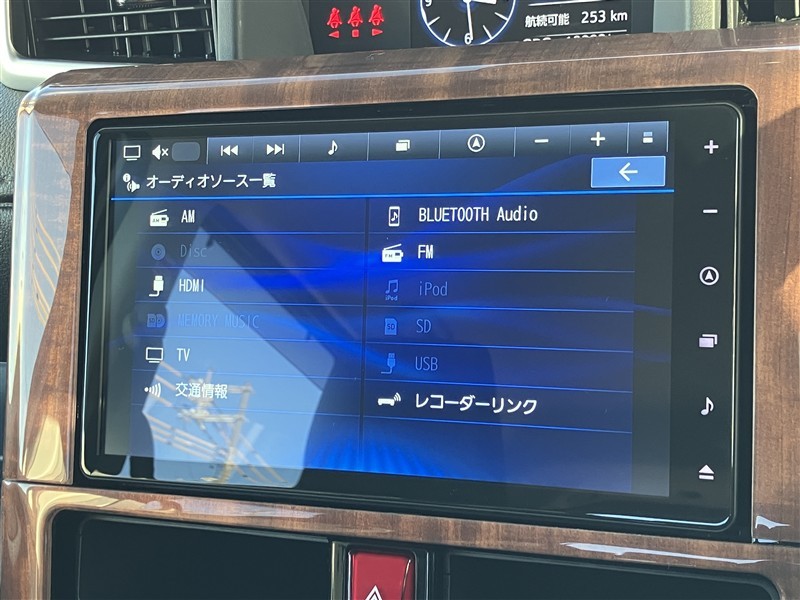 航続可能 253 km
オーディオソース一覧
AM
Disc
HDMI
MEMORY MUSIC
TV
交通情報
BLUETOOTH Audio
FM
iPod
SD
USB
レコーダーリンク